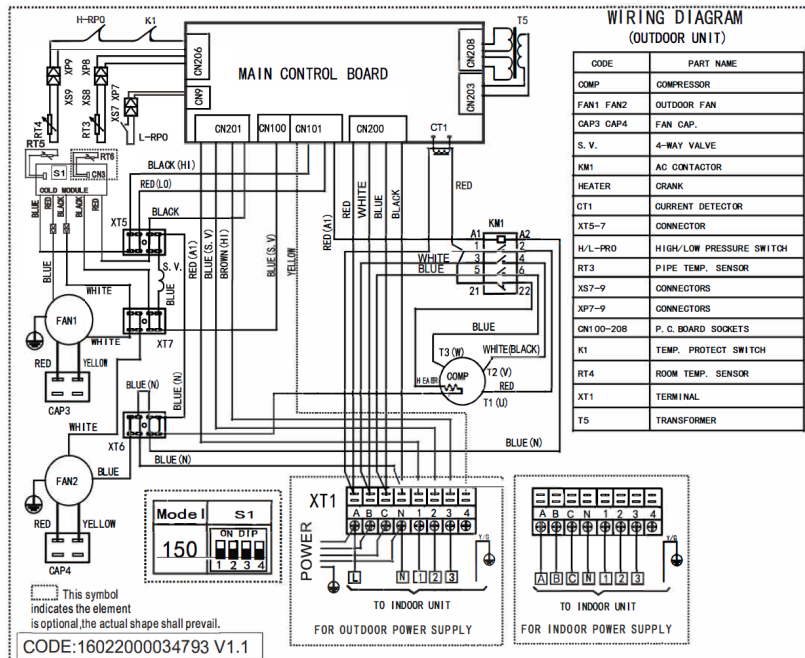 WIRING DIAGRAM
(OUTDOOR UNIT)
CODE PART NAME
COMP COMPRESSOR
FAN1 FAN2 OUTDOOR FAN
CAP3 CAP4 FAN CAP.
S. V. 4-WAY VALVE
KM1 AC CONTACTOR
HEATER CRANK
CT1 CURRENT DETECTOR
XT5-7 CONNECTOR
H/L-PRO HIGH/LOW PRESSURE SWITCH
RT3 PIPE TEMP. SENSOR
XS7-9 CONNECTORS
XP7-9 CONNECTORS
CN100-208 P. C. BOARD SOCKETS
K1 TEMP. PROTECT SWITCH
RT4 ROOM TEMP. SENSOR
XT1 TERMINAL
T5 TRANSFORMER
H-RPO K1
T5
XP9 XP8
CN206
CN208
MAIN CONTROL BOARD
XS9 XS8
XS7 XP7
CN9
CN203
RT4 RT3
L-RPO
CN201 CN100 CN101 CN200
CT1
RT5
RT6
S1 CN3
COLD MODULE
BLACK(HI)
RED(LO)
BLACK
BLUE RED BLACK RED
XT5
RED(A1)
BLUE(S. V)
BROWN(HI)
YELLOW
RED(A1)
RED
WHITE
BLUE
BLACK
RED
KM1
A1 A2
1 2
WHITE 3 4
BLUE 5 6
21 22
S. V.
BLUE
BLUE
WHITE
FAN1
WHITE
XT7
RED YELLOW
CAP3
BLUE
T3(W)
WHITE(BLACK)
COMP
T2(V)
HEATER
RED
T1(U)
BLUE(N)
BLUE(N)
WHITE
XT6
BLUE(N)
BLUE(N)
FAN2
BLUE
RED YELLOW
CAP4
Model S1
150
ON DIP
1 2 3 4
XT1
A B C N 1 2 3 4
POWER
Y/G
L N 1 2 3
TO INDOOR UNIT
FOR OUTDOOR POWER SUPPLY
A B C N 1 2 3 4
Y/G
A B C N 1 2 3
TO INDOOR UNIT
FOR INDOOR POWER SUPPLY
This symbol
indicates the element
is optional,the actual shape shall prevail.
CODE:16022000034793 V1.1